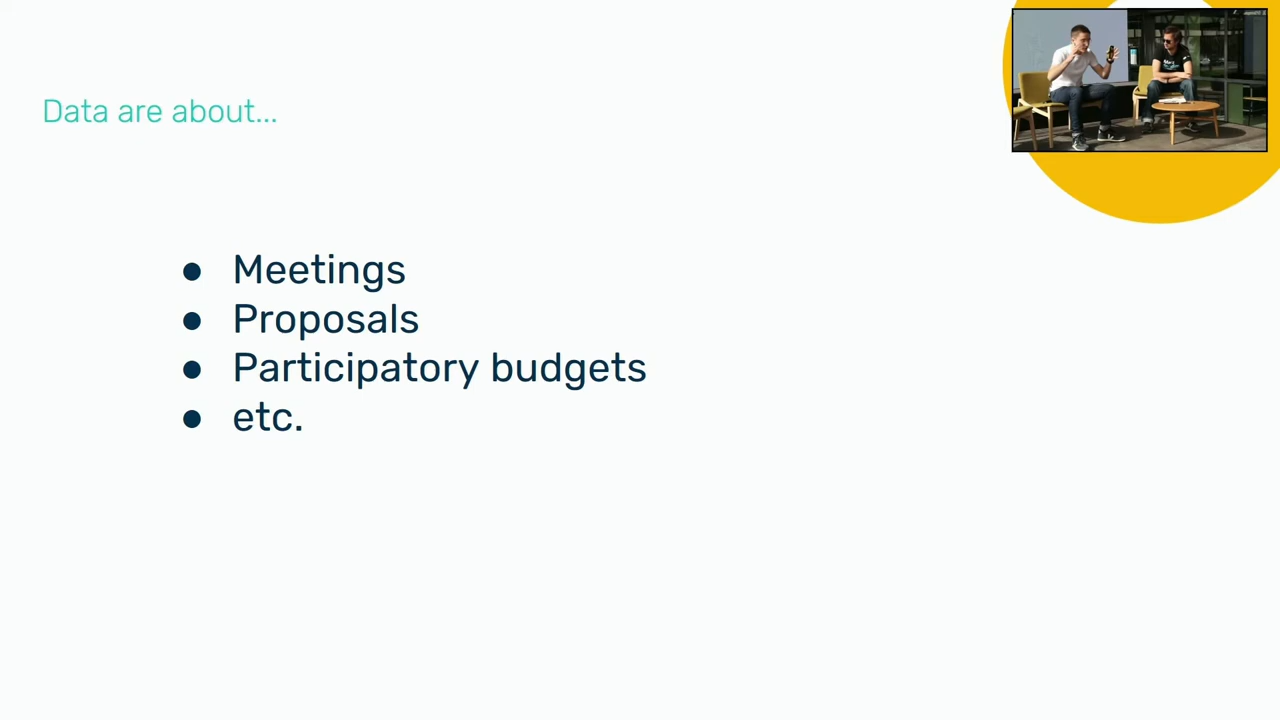 Data are about...
● Meetings
● Proposals
● Participatory budgets
● etc.